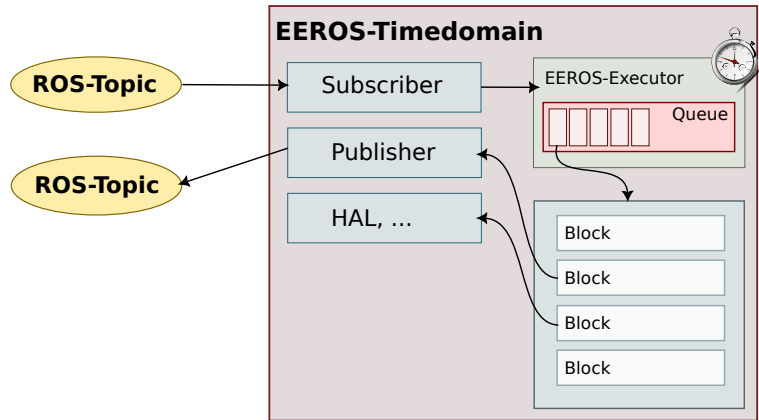 EEROS-Timedomain
ROS-Topic
Subscriber
EEROS-Executor
Queue
Publisher
ROS-Topic
HAL, ...
Block
Block
Block
Block